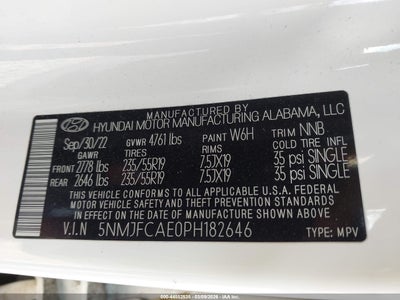 MANUFACTURED BY
HYUNDAI MOTOR MANUFACTURING ALABAMA, LLC
Sep/30/22 GVWR 4761 lbs PAINT W6H TRIM NNB
GAWR TIRE RIM COLD TIRE INFL
FRONT 2778 lbs 235/55R19 7.5JX19 35 psi SINGLE
REAR 2646 lbs 235/55R19 7.5JX19 35 psi SINGLE
THIS VEHICLE CONFORMS TO ALL APPLICABLE U.S. FEDERAL
MOTOR VEHICLE SAFETY AND THEFT PREVENTION STANDARDS
IN EFFECT ON THE DATE OF MANUFACTURE SHOWN ABOVE.
V.I.N 5NMJFCAE0PH182646 TYPE: MPV